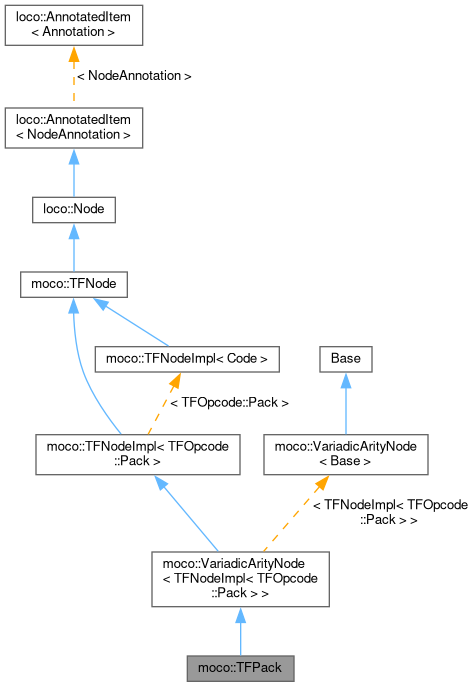 loco::AnnotatedItem
< Annotation >
< NodeAnnotation >
loco::AnnotatedItem
< NodeAnnotation >
loco::Node
moco::TFNode
moco::TFNodeImpl< Code >
Base
< TFOpcode::Pack >
moco::TFNodeImpl< TFOpcode
::Pack >
moco::VariadicArityNode
< Base >
< TFNodeImpl< TFOpcode
::Pack > >
moco::VariadicArityNode
< TFNodeImpl< TFOpcode
::Pack > >
moco::TFPack